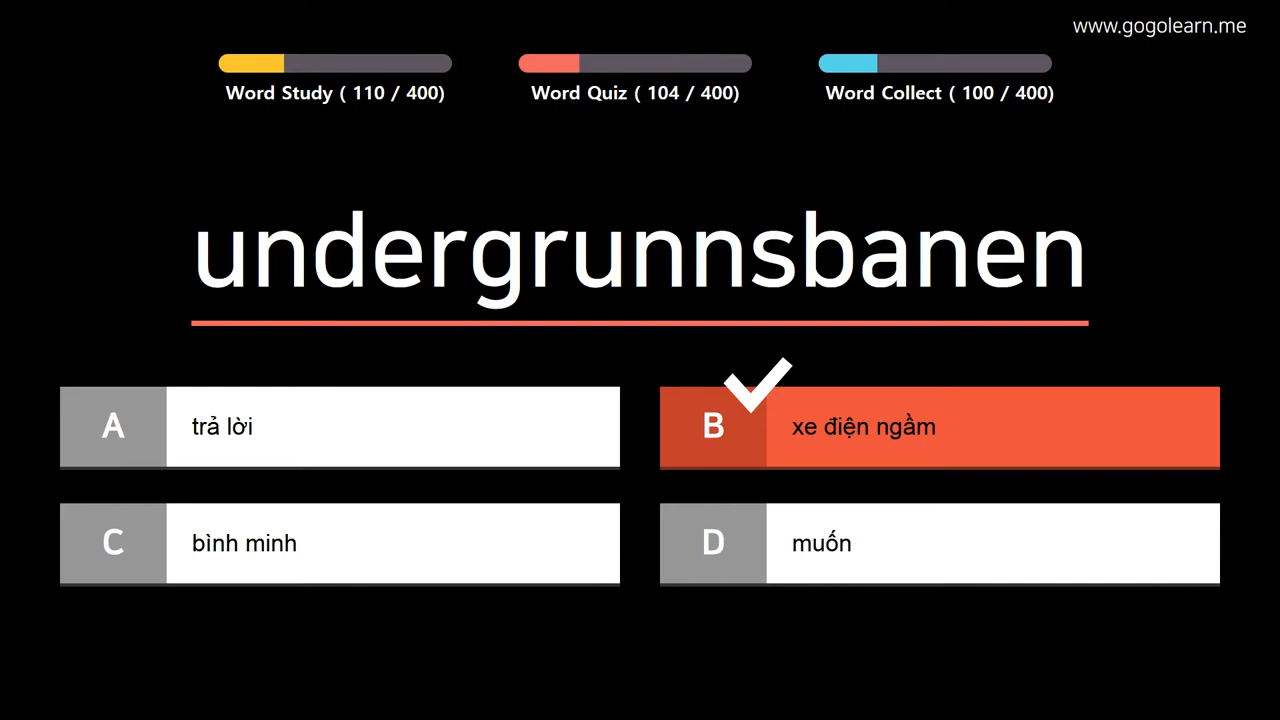 www.gogolearn.me
Word Study ( 110 / 400)
Word Quiz ( 104 / 400)
Word Collect ( 100 / 400)
undergrunnsbanen
A trả lời
B xe điện ngầm
C bình minh
D muốn